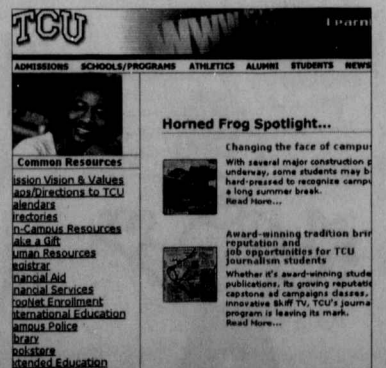 TCU
Learn
WWW
ADMISSIONS SCHOOLS/PROGRAMS ATHLETICS ALUMNI STUDENTS NEWS
Horned Frog Spotlight...
Changing the face of campu
With several major construction p
underway, some students may b
hard-pressed to recognize campu
a long summer break.
Read More...
Award-winning tradition brin
reputation and
job opportunities for TCU
journalism students
Whether it's award-winning stude
publications, its growing reputatio
capstone ad campaigns classes,
innovative Skiff TV, TCU's journa
program is leaving its mark.
Read More...
Common Resources
ission Vision & Values
aps/Directions to TCU
alendars
irectories
n-Campus Resources
ake a Gift
uman Resources
egistrar
nancial Aid
nancial Services
rogNet Enrollment
nternational Education
ampus Police
brary
ookstore
xtended Education